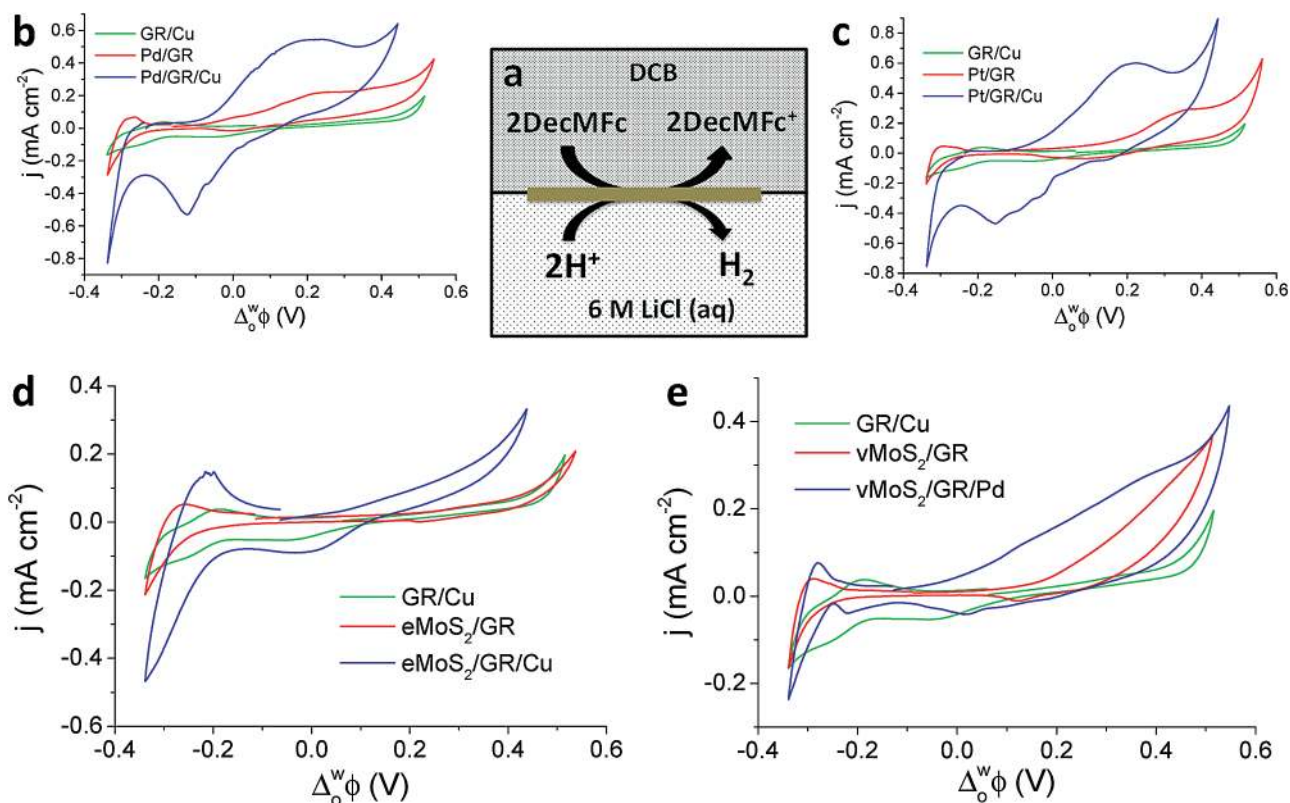 b
GR/Cu
Pd/GR
Pd/GR/Cu
0.6
0.4
0.2
0.0
-0.2
-0.4
-0.6
-0.8
j (mA cm⁻²)
-0.4 -0.2 0.0 0.2 0.4 0.6
Δₒʷϕ (V)
a
DCB
2DecMFc 2DecMFc⁺
2H⁺ H₂
6 M LiCl (aq)
c
GR/Cu
Pt/GR
Pt/GR/Cu
0.8
0.6
0.4
0.2
0.0
-0.2
-0.4
-0.6
0.8
j (mA cm⁻²)
-0.4 -0.2 0.0 0.2 0.4 0.6
Δₒʷϕ (V)
d
0.4
0.2
0.0
-0.2
-0.4
-0.6
j (mA cm⁻²)
GR/Cu
eMoS₂/GR
eMoS₂/GR/Cu
-0.4 -0.2 0.0 0.2 0.4 0.6
Δₒʷϕ (V)
e
GR/Cu
vMoS₂/GR
vMoS₂/GR/Pd
0.4
0.2
0.0
-0.2
j (mA cm⁻²)
-0.4 -0.2 0.0 0.2 0.4 0.6
Δₒʷϕ (V)